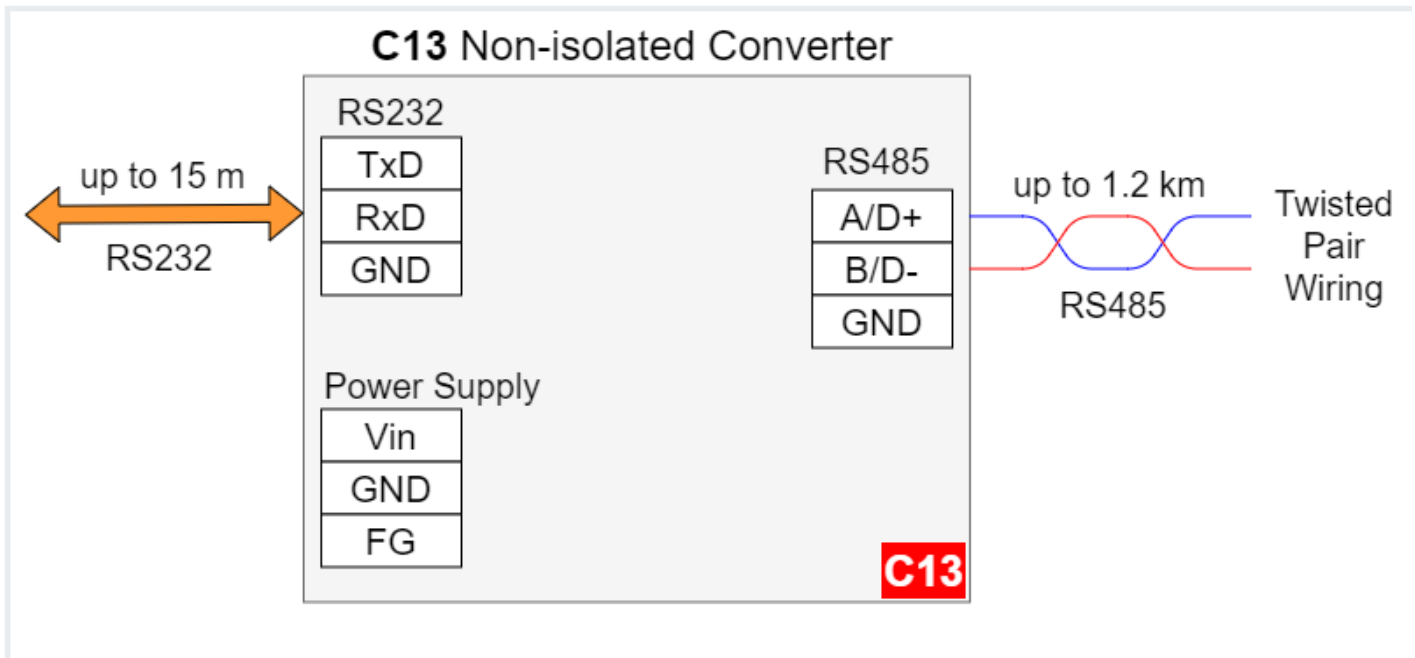 C13 Non-isolated Converter
RS232
TxD
RxD
GND
up to 15 m
RS232
RS485
A/D+
B/D-
GND
up to 1.2 km
RS485
Twisted
Pair
Wiring
Power Supply
Vin
GND
FG
C13